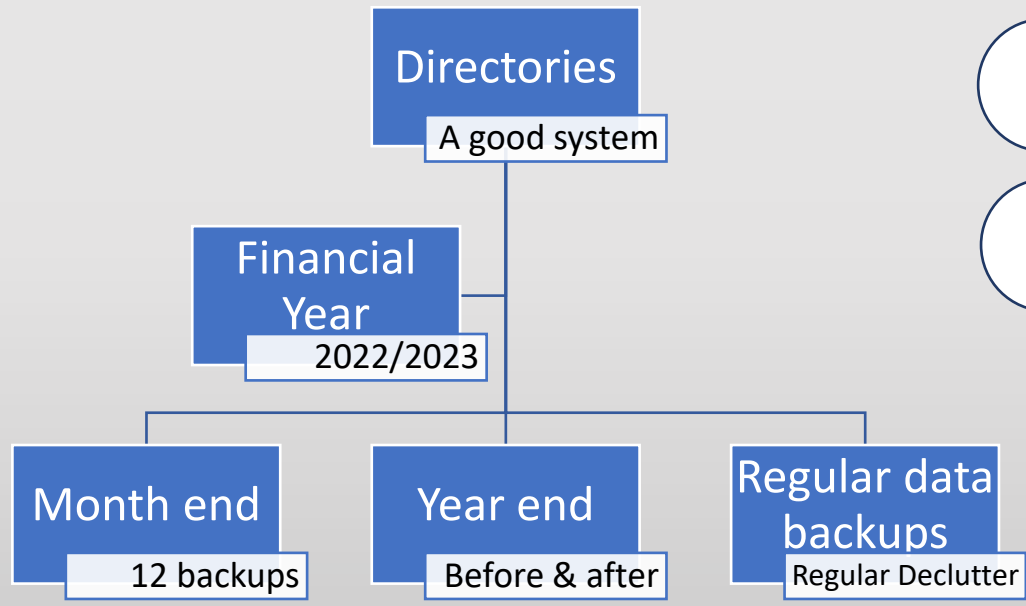 Directories
A good system
Financial
Year
2022/2023
Month end
12 backups
Year end
Before & after
Regular data
backups
Regular Declutter